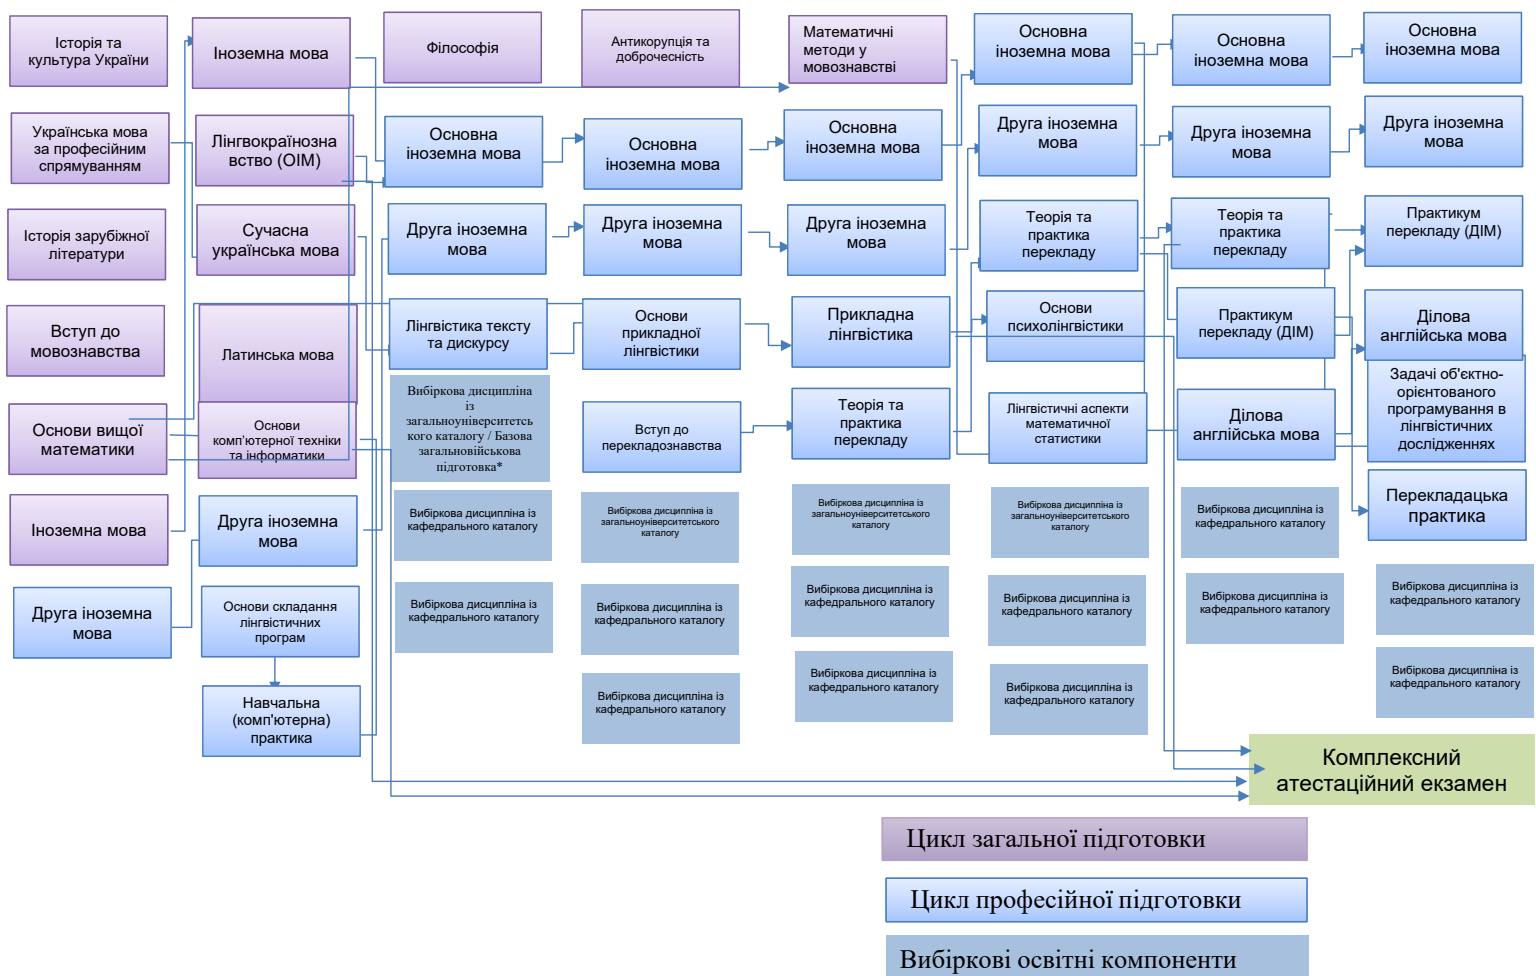 Історія та
культура України
Українська мова
за професійним
спрямуванням
Історія зарубіжної
літератури
Вступ до
мовознавства
Основи вищої
математики
Іноземна мова
Друга іноземна
мова
Іноземна мова
Лінгвокраїнозна
вство (ОІМ)
Сучасна
українська мова
Латинська мова
Основи
комп'ютерної техніки
та інформатики
Друга іноземна
мова
Основи складання
лінгвістичних
програм
Навчальна
(комп'ютерна)
практика
Філософія
Основна
іноземна мова
Друга іноземна
мова
Лінгвістика тексту
та дискурсу
Вибіркова дисципліна
із
загальноуніверситетсь
кого каталогу / Базова
загальновійськова
підготовка*
Вибіркова дисципліна із
кафедрального каталогу
Вибіркова дисципліна із
кафедрального каталогу
Антикорупція та
доброчесність
Основна
іноземна мова
Друга іноземна
мова
Основи
прикладної
лінгвістики
Вступ до
перекладознавства
Вибіркова дисципліна із
загальноуніверситетського
каталогу
Вибіркова дисципліна із
кафедрального каталогу
Вибіркова дисципліна із
кафедрального каталогу
Математичні
методи у
мовознавстві
Основна
іноземна мова
Друга іноземна
мова
Прикладна
лінгвістика
Теорія та
практика
перекладу
Вибіркова дисципліна із
загальноуніверситетського
каталогу
Вибіркова дисципліна із
кафедрального каталогу
Вибіркова дисципліна із
кафедрального каталогу
Основна
іноземна мова
Друга іноземна
мова
Теорія та
практика
перекладу
Основи
психолінгвістики
Лінгвістичні аспекти
математичної
статистики
Вибіркова дисципліна із
загальноуніверситетського
каталогу
Вибіркова дисципліна із
кафедрального каталогу
Вибіркова дисципліна із
кафедрального каталогу
Основна
іноземна мова
Друга іноземна
мова
Теорія та
практика
перекладу
Практикум
перекладу (ДІМ)
Ділова
англійська мова
Вибіркова дисципліна із
кафедрального каталогу
Вибіркова дисципліна із
кафедрального каталогу
Основна
іноземна мова
Друга іноземна
мова
Практикум
перекладу (ДІМ)
Ділова
англійська мова
Задачі об'єктно-
орієнтованого
програмування в
лінгвістичних
дослідженнях
Перекладацька
практика
Вибіркова дисципліна із
кафедрального каталогу
Вибіркова дисципліна із
кафедрального каталогу
Комплексний
атестаційний екзамен
Цикл загальної підготовки
Цикл професійної підготовки
Вибіркові освітні компоненти